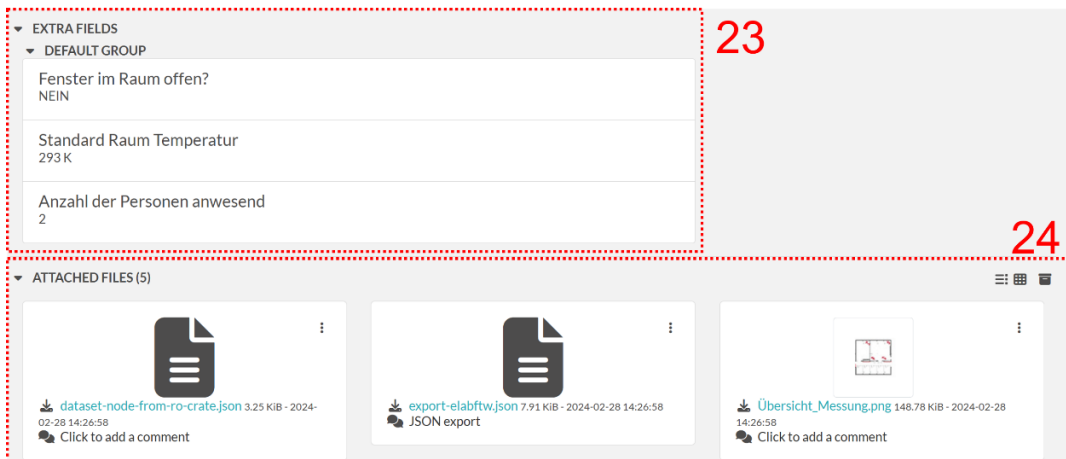 EXTRA FIELDS
23
DEFAULT GROUP
Fenster im Raum offen?
NEIN
Standard Raum Temperatur
293 K
Anzahl der Personen anwesend
2
24
ATTACHED FILES (5)
dataset-node-from-ro-crate.json 3.25 KiB - 2024-
02-28 14:26:58
Click to add a comment
export-elabftw.json 7.91 KiB - 2024-02-28 14:26:58
JSON export
Übersicht_Messung.png 148.78 KiB - 2024-02-28
14:26:58
Click to add a comment